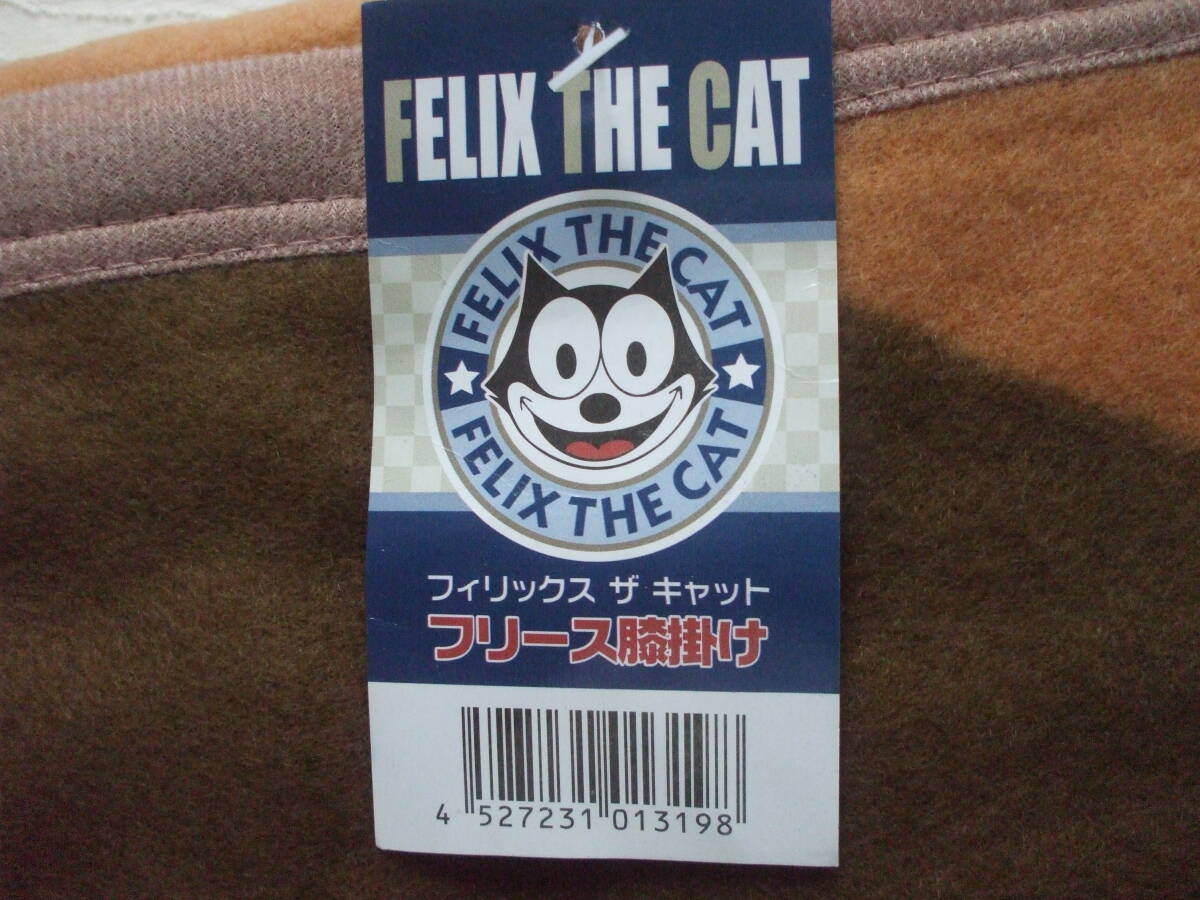 FELIX THE CAT
FELIX THE CAT
FELIX THE CAT
フィリックス ザ キャット
フリース膝掛け
4 527231 013198